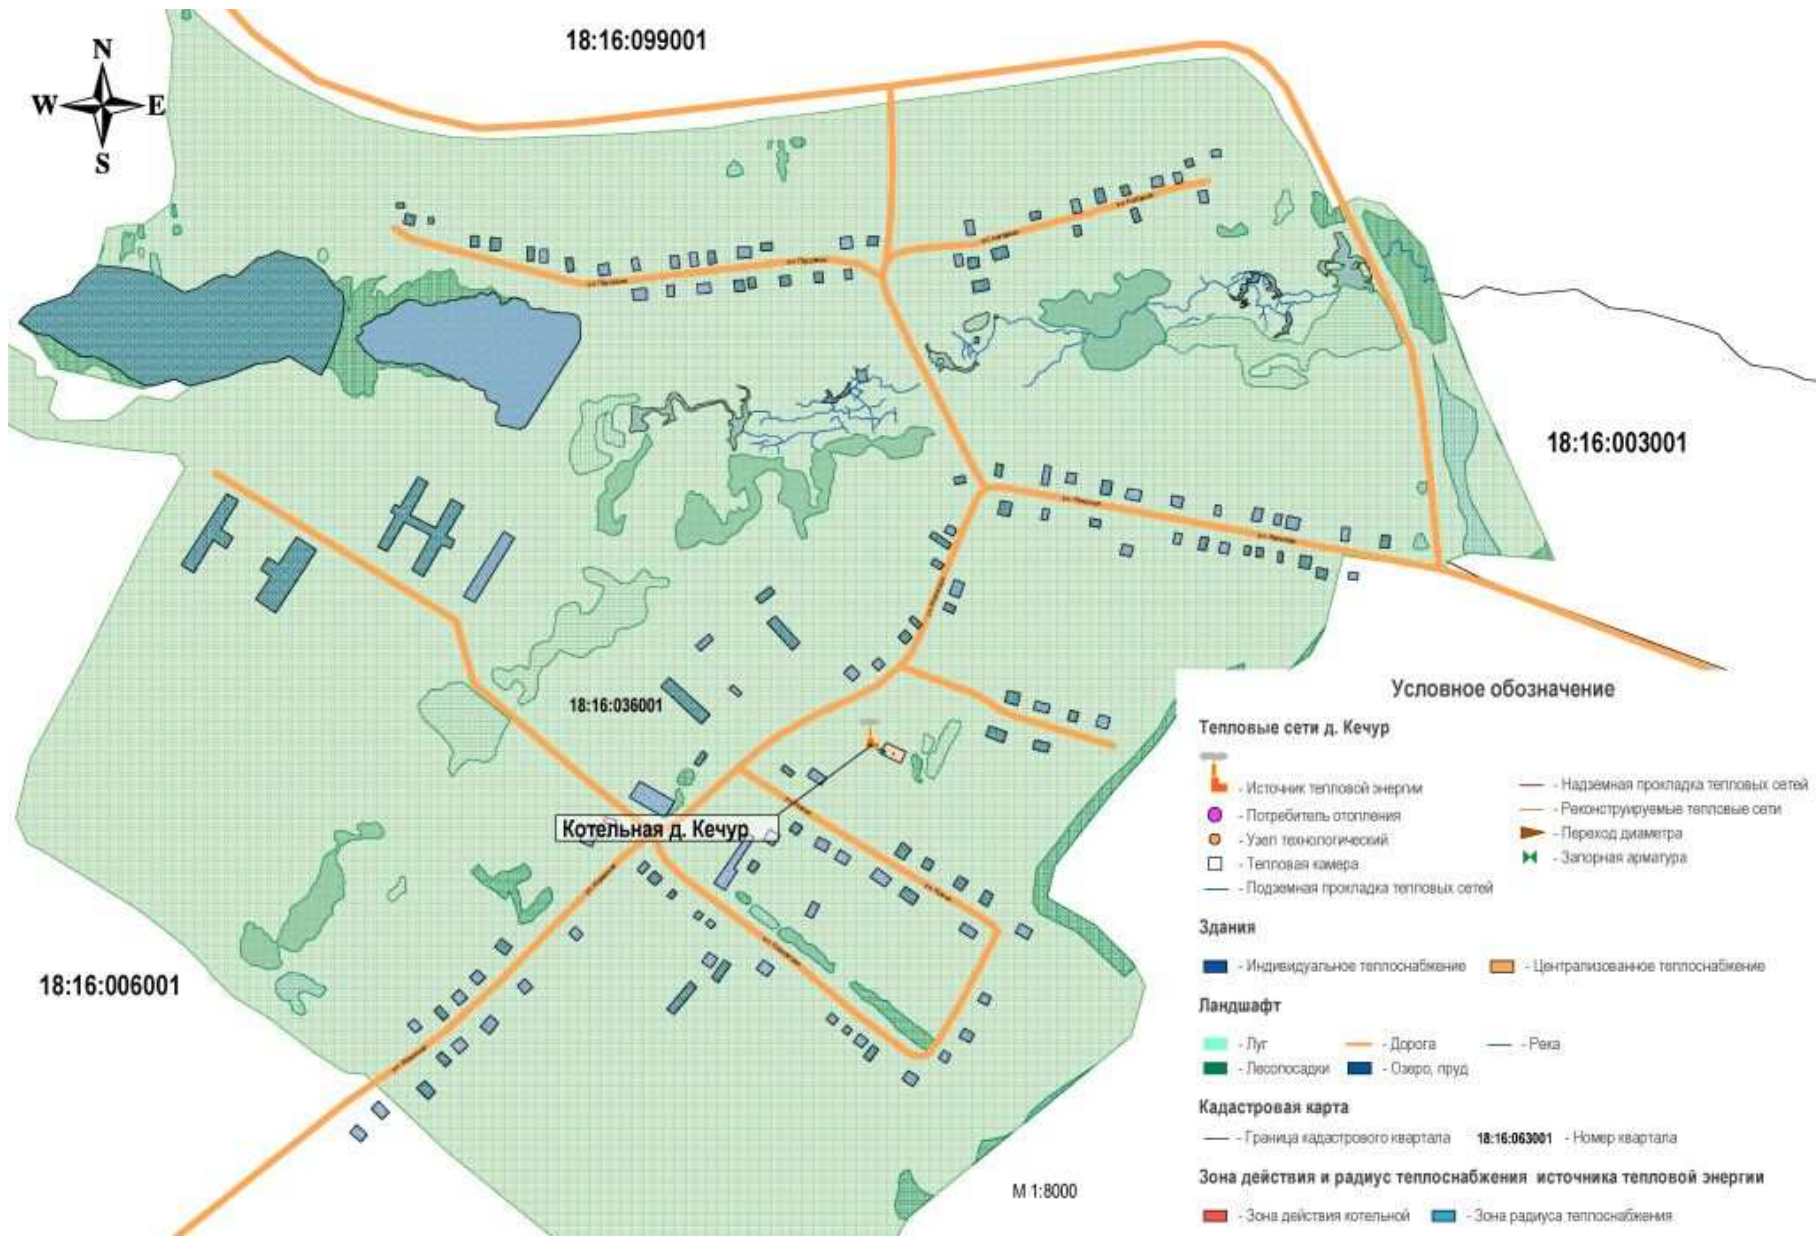 18:16:099001
N
W E
S
18:16:003001
18:16:036001
Котельная д. Кечур
18:16:006001
М 1:8000
Условное обозначение
Тепловые сети д. Кечур
- Источник тепловой энергии
- Потребитель отопления
- Узел технологический
- Тепловая камера
- Подземная прокладка тепловых сетей
- Надземная прокладка тепловых сетей
- Реконструируемые тепловые сети
- Переход диаметра
- Запорная арматура
Здания
- Индивидуальное теплоснабжение - Централизованное теплоснабжение
Ландшафт
- Луг - Дорога - Река
- Лесопосадки - Озеро, пруд
Кадастровая карта
- Граница кадастрового квартала 18:16:063001 - Номер квартала
Зона действия и радиус теплоснабжения источника тепловой энергии
- Зона действия котельной - Зона радиуса теплоснабжения